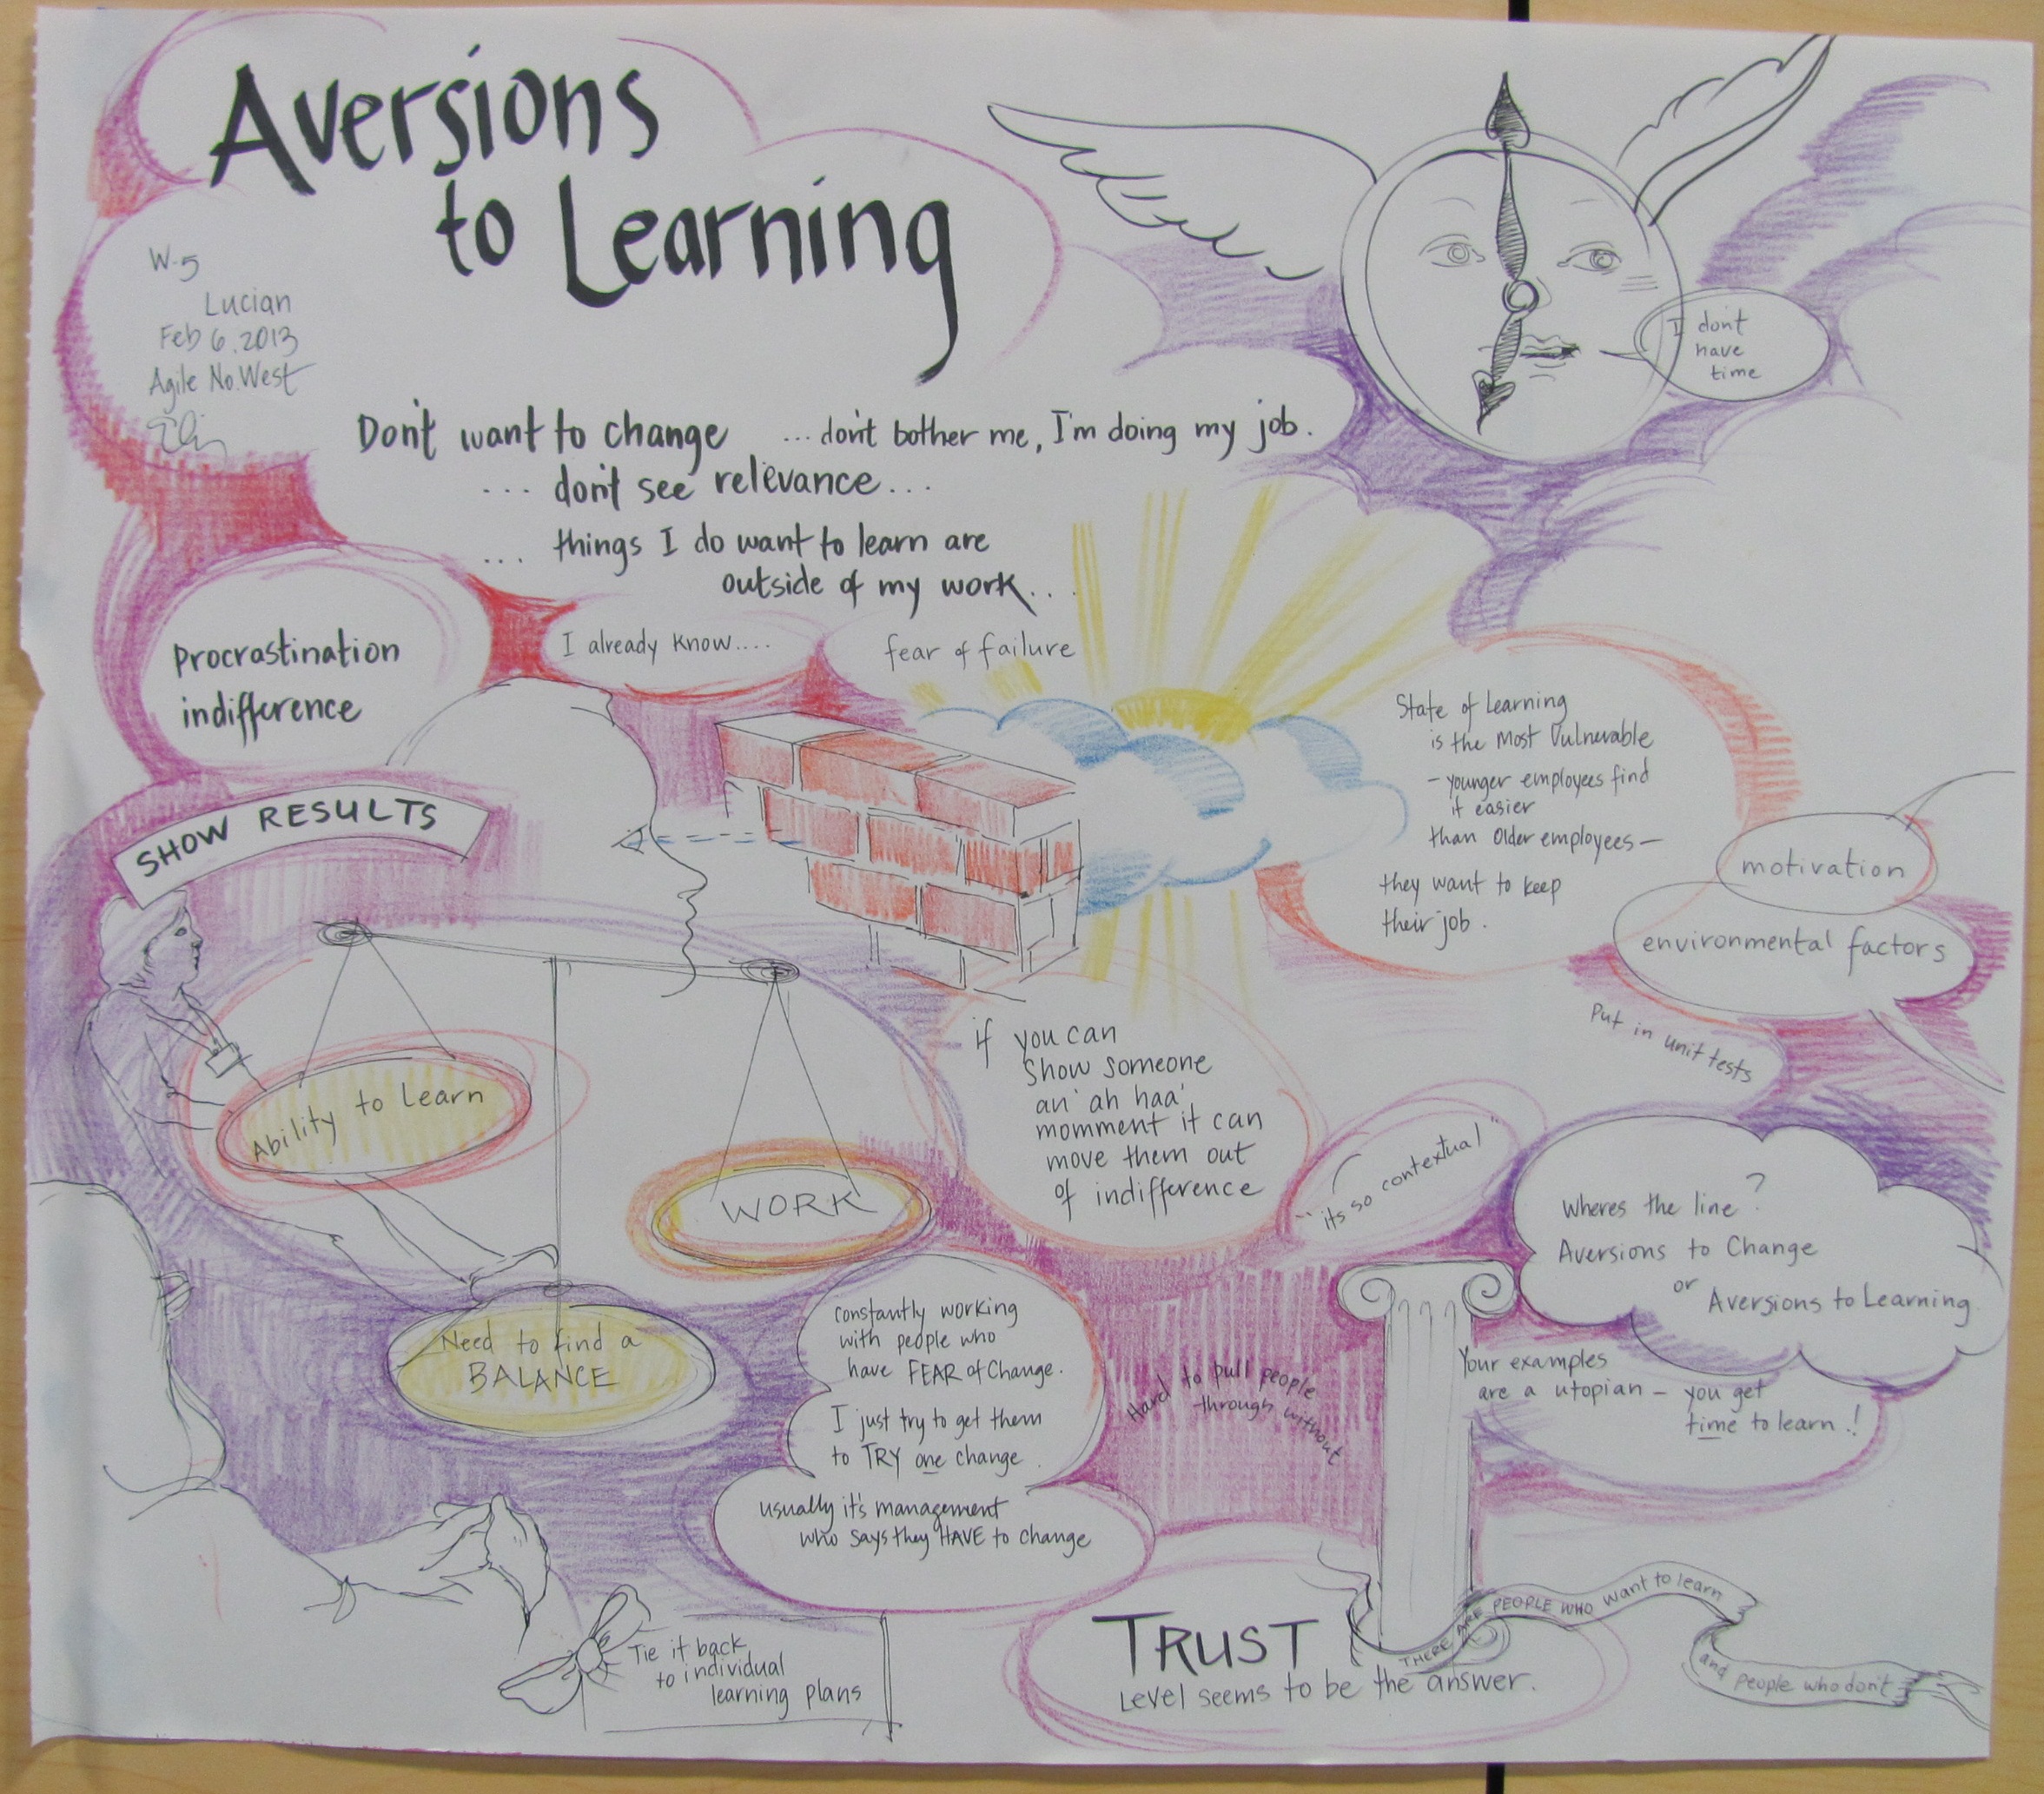 Aversions
to Learning
W-5
Lucian
Feb 6. 2013
Agile No.West
I don't
have
time
Don't want to change ... don't bother me, I'm doing my job.
... don't see relevance...
... things I do want to learn are
outside of my work...
Procrastination
indifference
I already know....
fear of failure
State of Learning
is the most Vulnerable
- younger employees find
it easier
than older employees -
they want to keep
their job.
motivation
environmental factors
Put in unit tests
SHOW RESULTS
Ability to Learn
WORK
Need to find a
BALANCE
if you can
show someone
an 'ah haa'
momment it can
move them out
of indifference
"its so contextual"
Wheres the line?
Aversions to Change
or Aversions to Learning
Your examples
are a utopian - you get
time to learn!
constantly working
with people who
have FEAR of Change.
I just try to get them
to TRY one change.
usually it's management
who says they HAVE to change
Hard to pull people
through without
TRUST
Level seems to be the answer.
THERE ARE PEOPLE WHO want to learn
and people who don't
Tie it back
to individual
learning plans